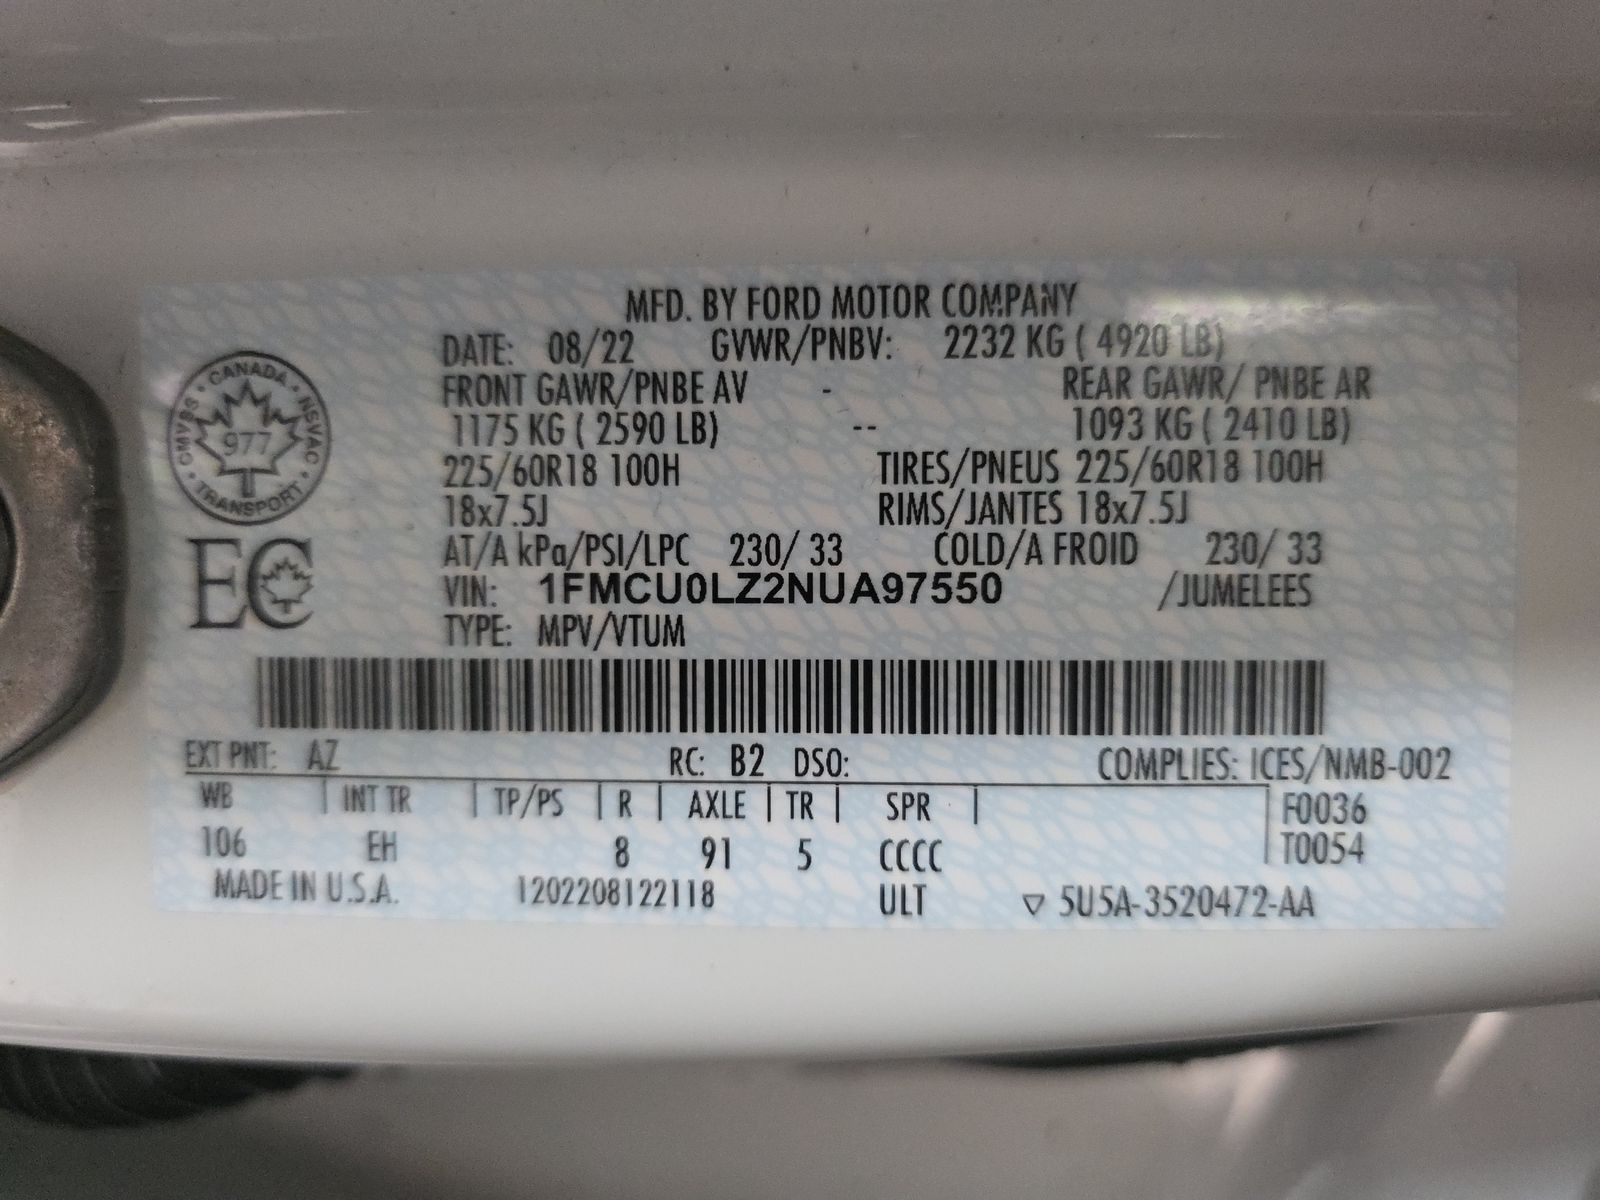 MFD. BY FORD MOTOR COMPANY
DATE: 08/22 GVWR/PNBV: 2232 KG ( 4920 LB)
FRONT GAWR/PNBE AV - REAR GAWR/ PNBE AR
1175 KG ( 2590 LB) -- 1093 KG ( 2410 LB)
225/60R18 100H TIRES/PNEUS 225/60R18 100H
18x7.5J RIMS/JANTES 18x7.5J
AT/A kPa/PSI/LPC 230/ 33 COLD/A FROID 230/ 33
VIN: 1FMCU0LZ2NUA97550 /JUMELEES
TYPE: MPV/VTUM
CANADA · NSVAC · TRANSPORT · CMVSS ·
977
EC
EXT PNT: AZ RC: B2 DSO: COMPLIES: ICES/NMB-002
WB | INT TR | TP/PS | R | AXLE | TR | SPR | F0036
106 EH 8 91 5 CCCC T0054
MADE IN U.S.A. 1202208122118 ULT ▽ 5U5A-3520472-AA